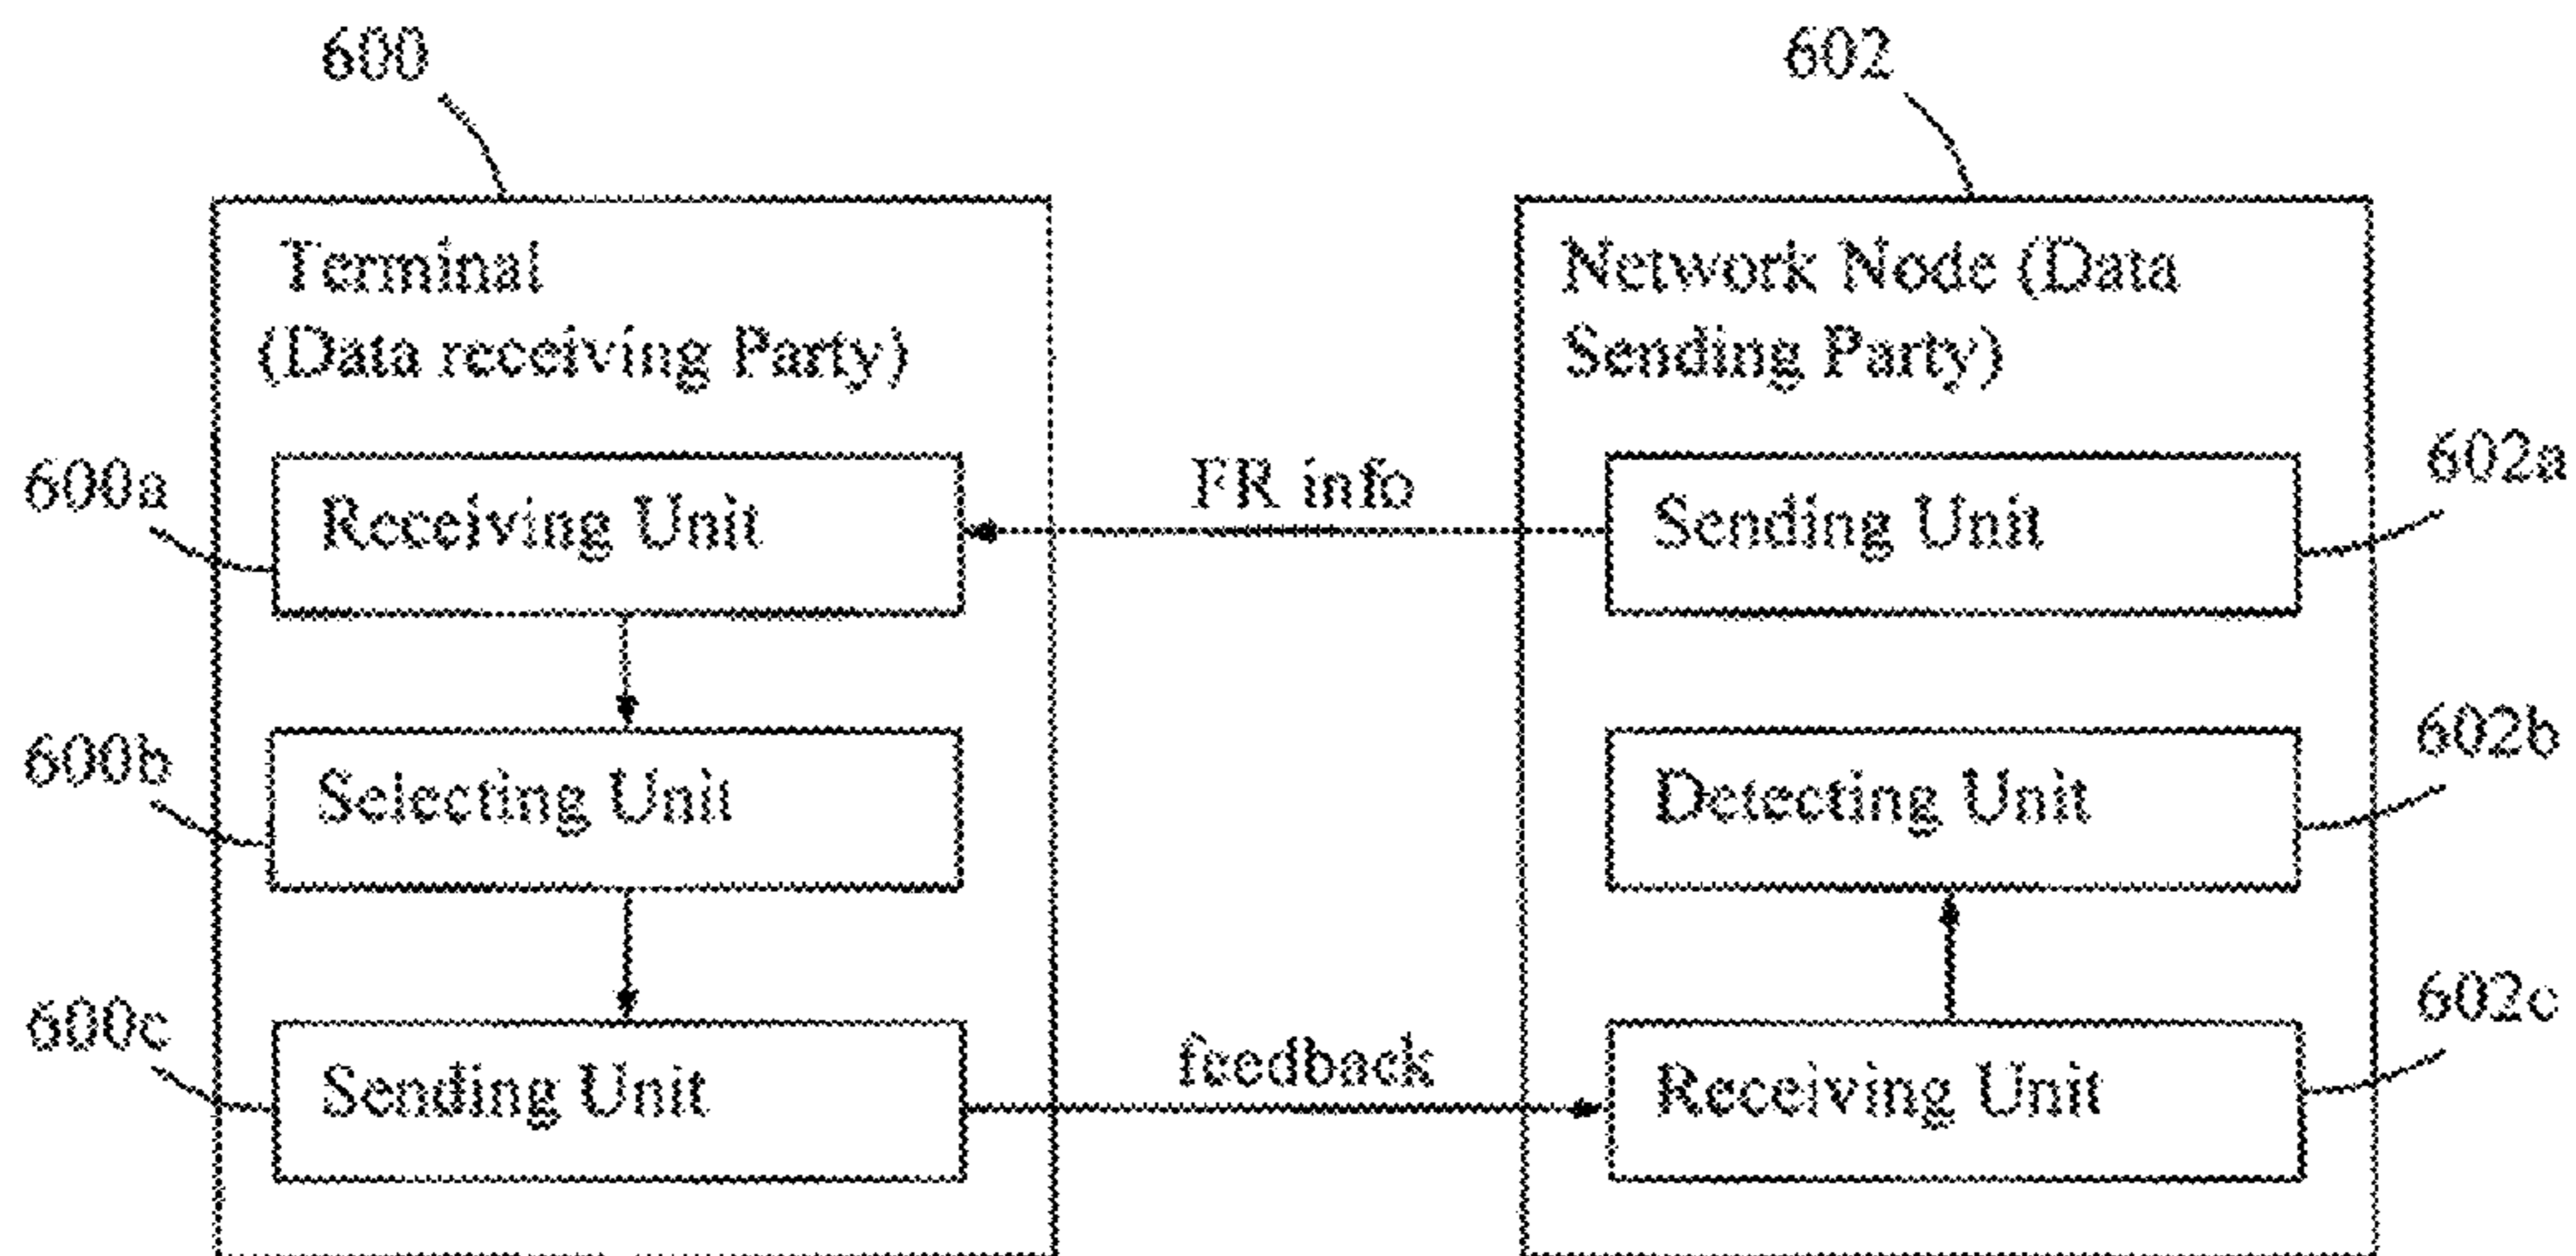 600
602
Terminal
(Data receiving Party)
Network Node (Data
Sending Party)
600a
Receiving Unit
FR info
Sending Unit
602a
600b
Selecting Unit
Detecting Unit
602b
600c
Sending Unit
feedback
Receiving Unit
602c